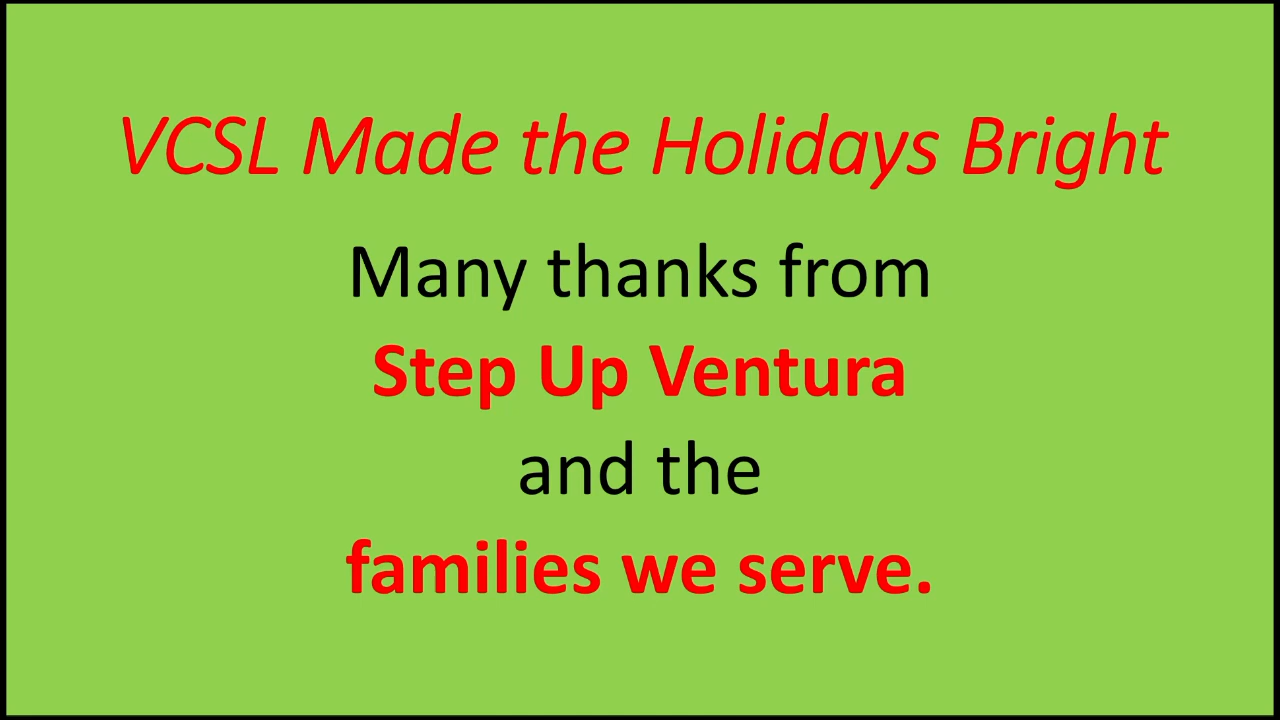 VCSL Made the Holidays Bright
Many thanks from
Step Up Ventura
and the
families we serve.